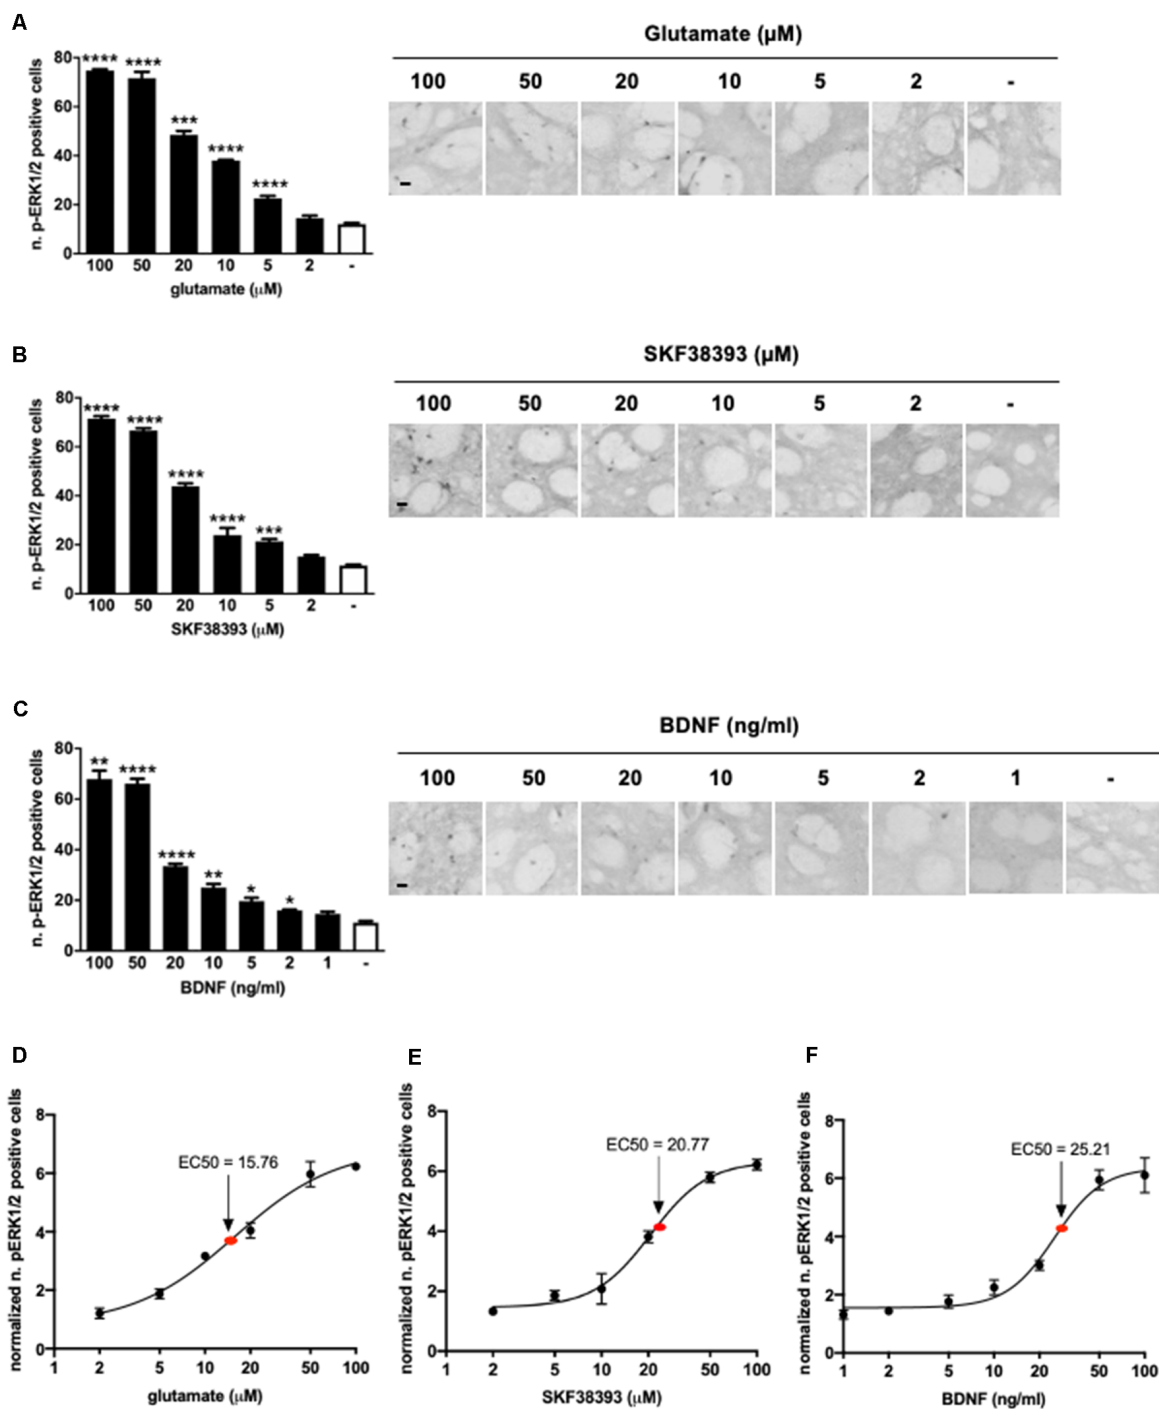 A
Glutamate (µM)
100 50 20 10 5 2 -
n. p-ERK1/2 positive cells
80
60
40
20
0
**** **** *** **** ****
100 50 20 10 5 2 -
glutamate (µM)
B
SKF38393 (µM)
100 50 20 10 5 2 -
n. p-ERK1/2 positive cells
80
60
40
20
0
**** **** **** **** ***
100 50 20 10 5 2 -
SKF38393 (µM)
C
BDNF (ng/ml)
100 50 20 10 5 2 1 -
n. p-ERK1/2 positive cells
80
60
40
20
0
** **** **** ** * *
100 50 20 10 5 2 1 -
BDNF (ng/ml)
D
normalized n. pERK1/2 positive cells
8
6
4
2
0
EC50 = 15.76
1 2 5 10 20 50 100
glutamate (µM)
E
normalized n. pERK1/2 positive cells
8
6
4
2
0
EC50 = 20.77
1 2 5 10 20 50 100
SKF38393 (µM)
F
normalized n. pERK1/2 positive cells
8
6
4
2
0
EC50 = 25.21
1 2 5 10 20 50 100
BDNF (ng/ml)